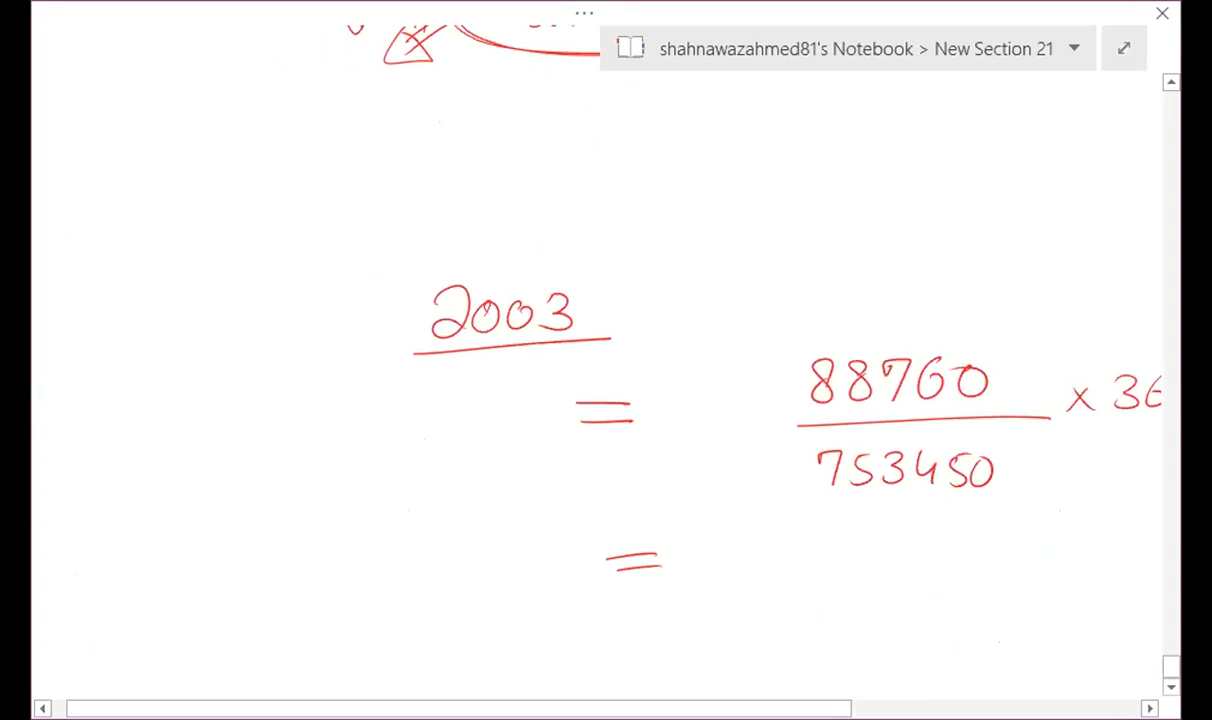 shahnawazahmed81's Notebook > New Section 21
2003
= 88760 / 753450 × 36
=